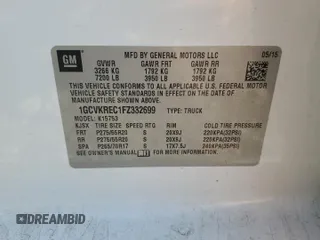 GM
MFD BY GENERAL MOTORS LLC
05/15
GVWR GAWR FRT GAWR RR
3266 KG 1792 KG 1792 KG
7200 LB 3950 LB 3950 LB
THIS VEHICLE CONFORMS TO ALL APPLICABLE U.S. FEDERAL MOTOR VEHICLE SAFETY AND THEFT PREVENTION STANDARDS IN EFFECT ON THE DATE OF MANUFACTURE SHOWN ABOVE.
1GCVKREC1FZ332699 TYPE: TRUCK
MODEL: K15753
TIRE SIZE SPEED RTG RIM COLD TIRE PRESSURE
FRT P275/55R20 S 20X9J 220KPA(32PSI)
RR P275/55R20 S 20X9J 220KPA(32PSI)
SPA P265/70R17 17X7.5J 240KPA(35PSI)
SEE OWNER'S MANUAL
DREAMBID
DREAMBID